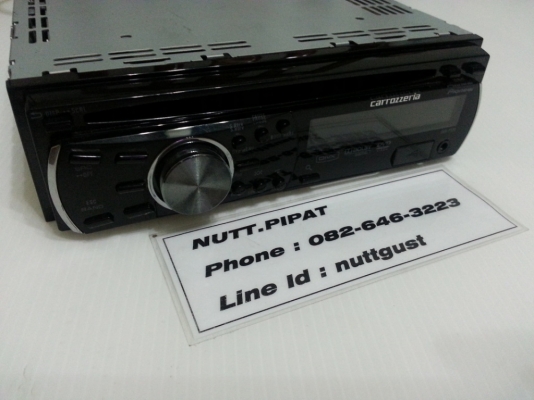 carrozzeria
NUTT.PIPAT
Phone : 082-646-3223
Line Id : nuttgust